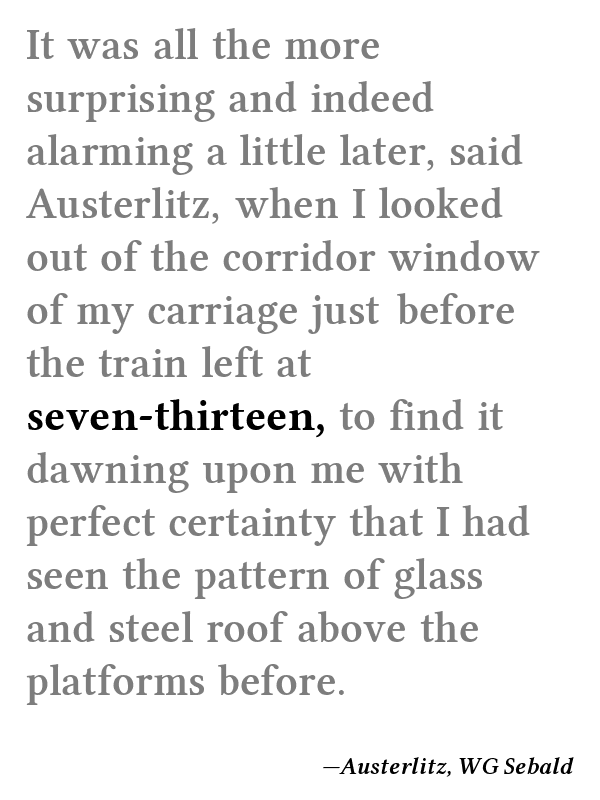 It was all the more
surprising and indeed
alarming a little later, said
Austerlitz, when I looked
out of the corridor window
of my carriage just before
the train left at
seven-thirteen, to find it
dawning upon me with
perfect certainty that I had
seen the pattern of glass
and steel roof above the
platforms before.
—Austerlitz, WG Sebald